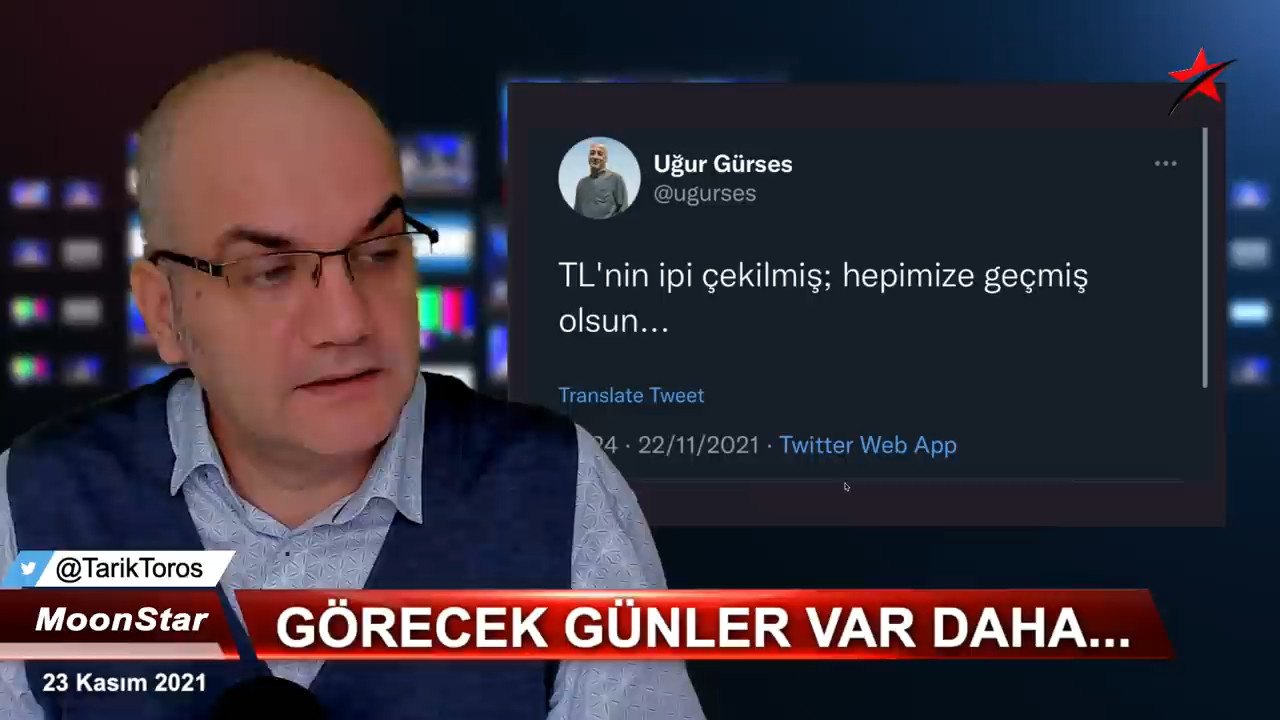 Uğur Gürses
@ugurses
TL'nin ipi çekilmiş; hepimize geçmiş
olsun...
Translate Tweet
24 · 22/11/2021 · Twitter Web App
@TarikToros
MoonStar
GÖRECEK GÜNLER VAR DAHA...
23 Kasım 2021